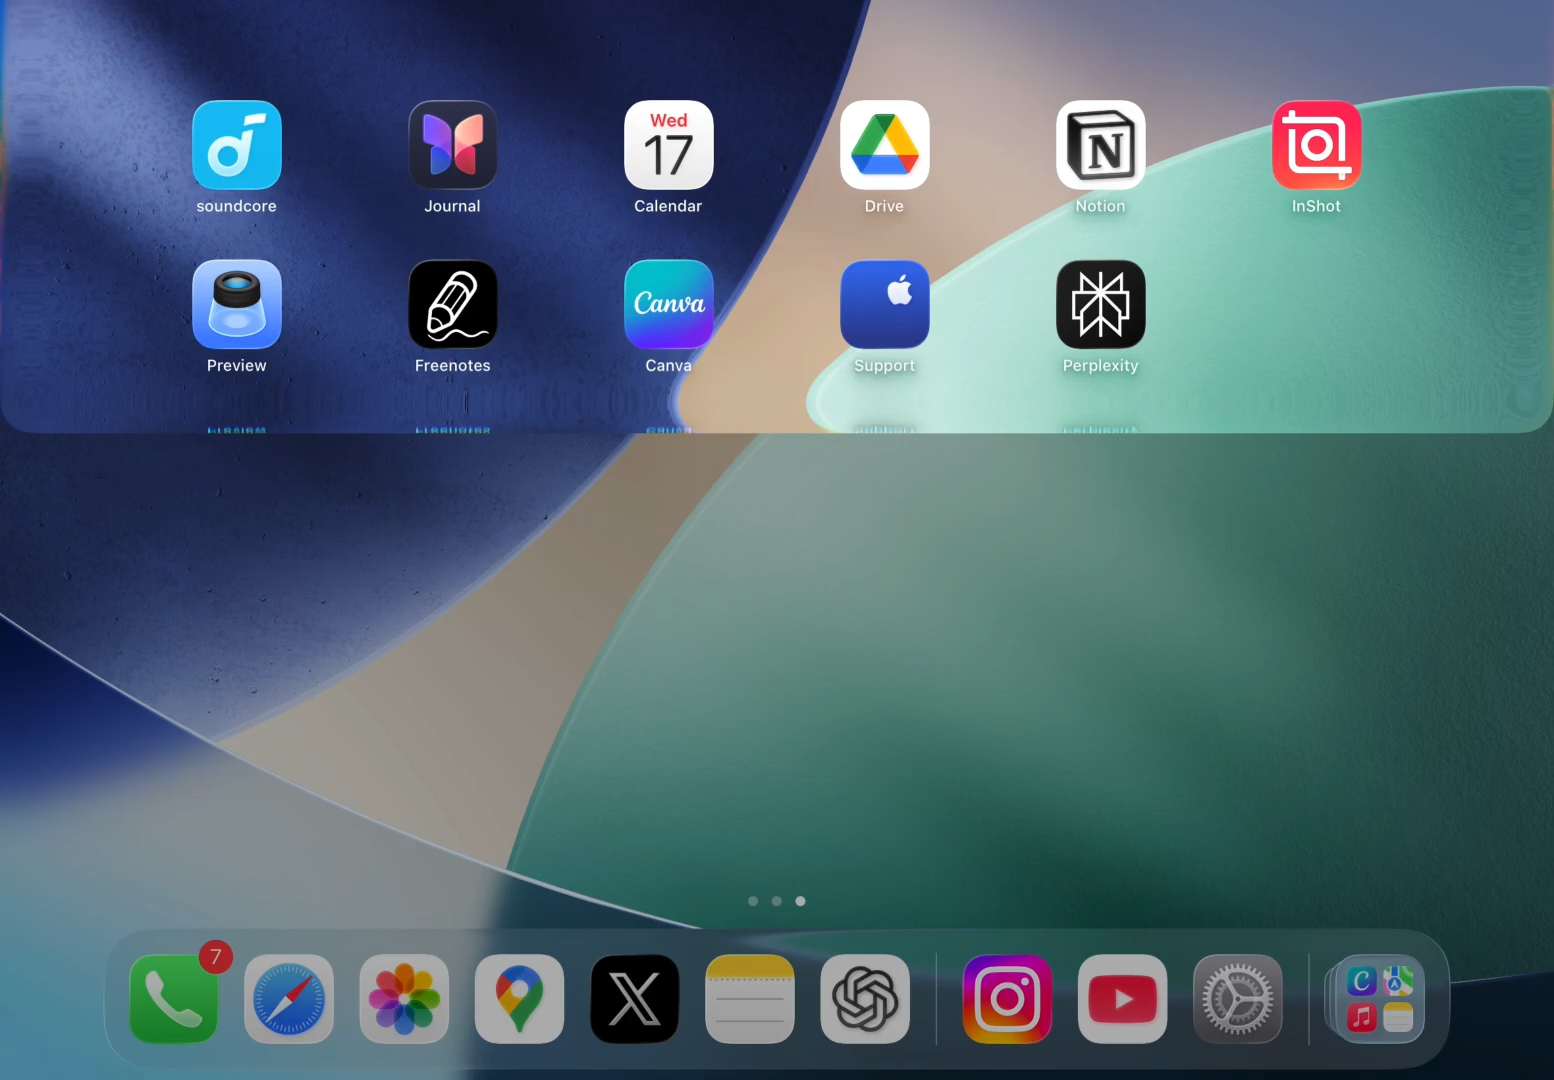 Wed
17
soundcore
Journal
Calendar
Drive
Notion
InShot
Canva
Preview
Freenotes
Canva
Support
Perplexity
7